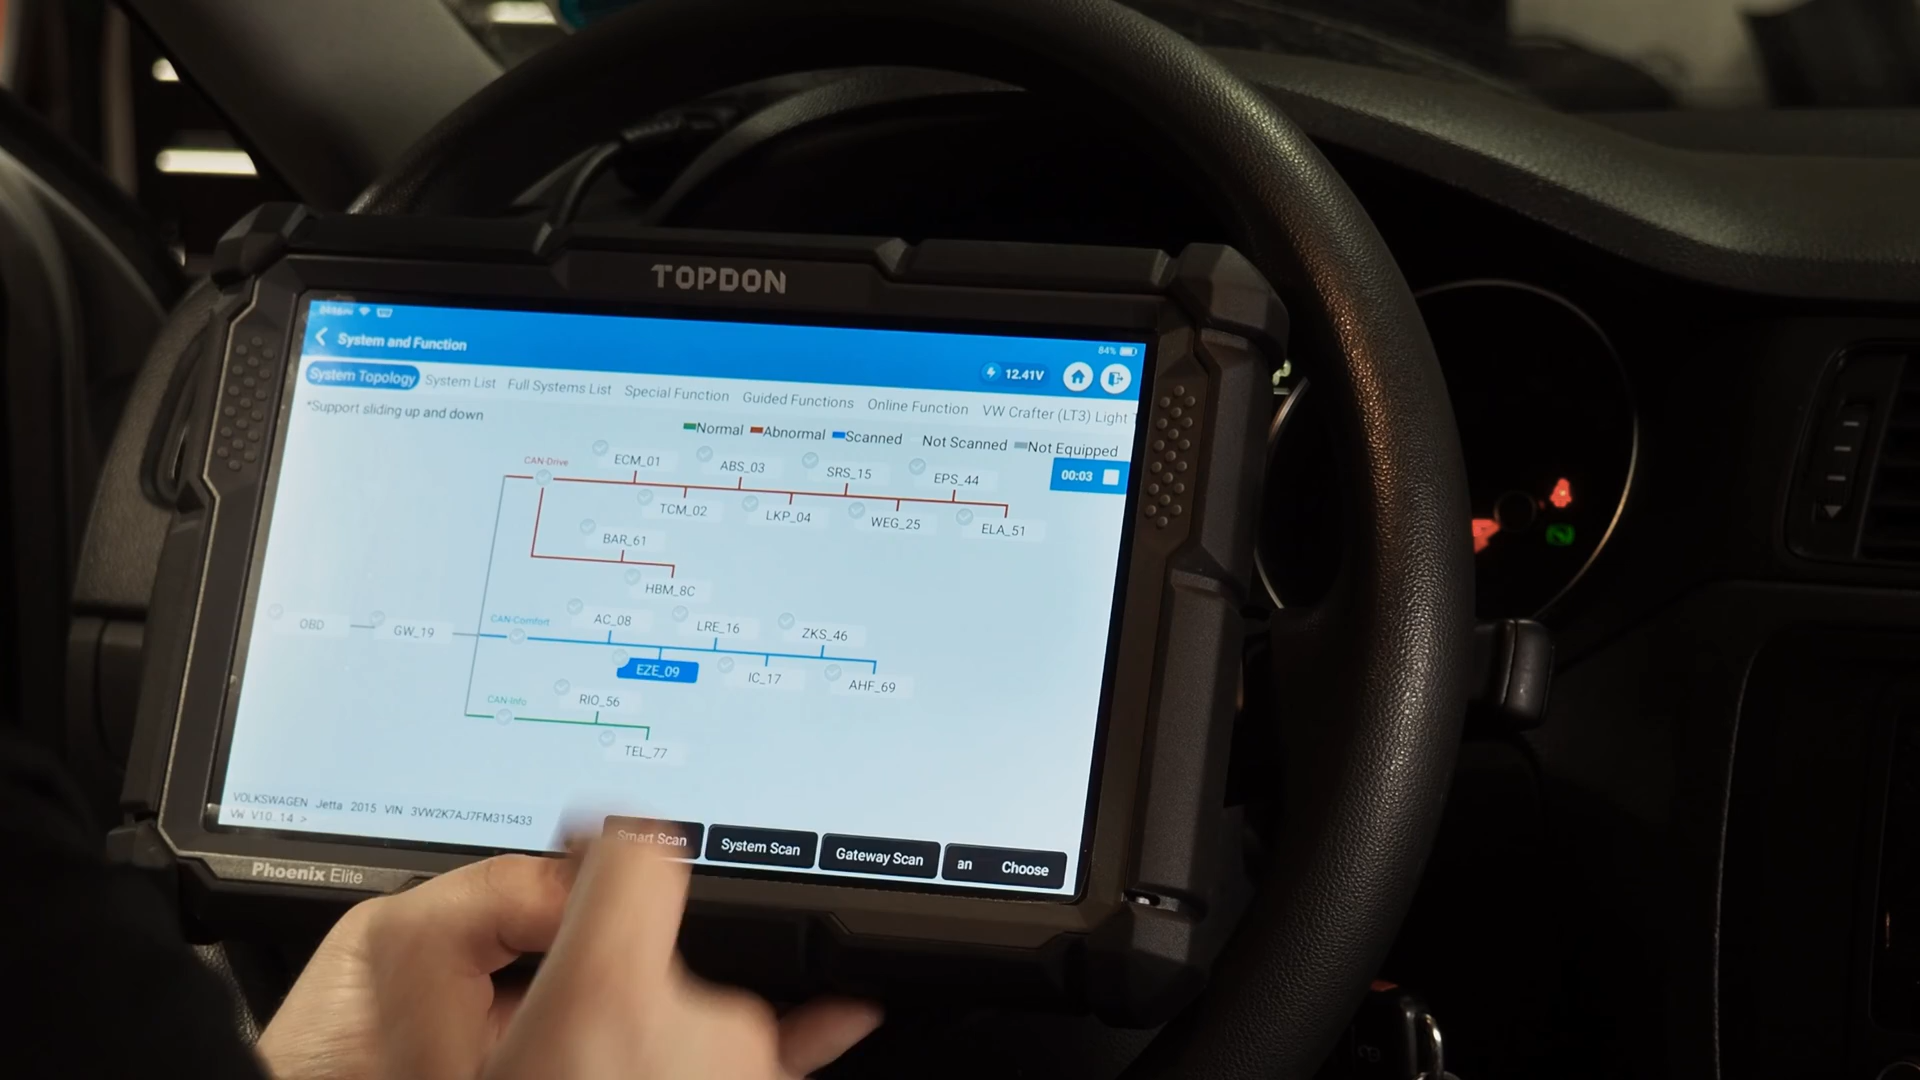 TOPDON
84%
System and Function
12.41V
System Topology System List Full Systems List Special Function Guided Functions Online Function VW Crafter (LT3) Light
*Support sliding up and down
Normal Abnormal Scanned Not Scanned Not Equipped
00:03
CAN-Drive ECM_01 ABS_03 SRS_15 EPS_44
TCM_02 LKP_04 WEG_25 ELA_51
BAR_61
HBM_8C
CAN-Comfort AC_08 LRE_16 ZKS_46
OBD GW_19
EZE_09 IC_17 AHF_69
CAN-Info RIO_56
TEL_77
VOLKSWAGEN Jetta 2015 VIN 3VW2K7AJ7FM315433
VW V10.14 >
Smart Scan System Scan Gateway Scan an Choose
Phoenix Elite